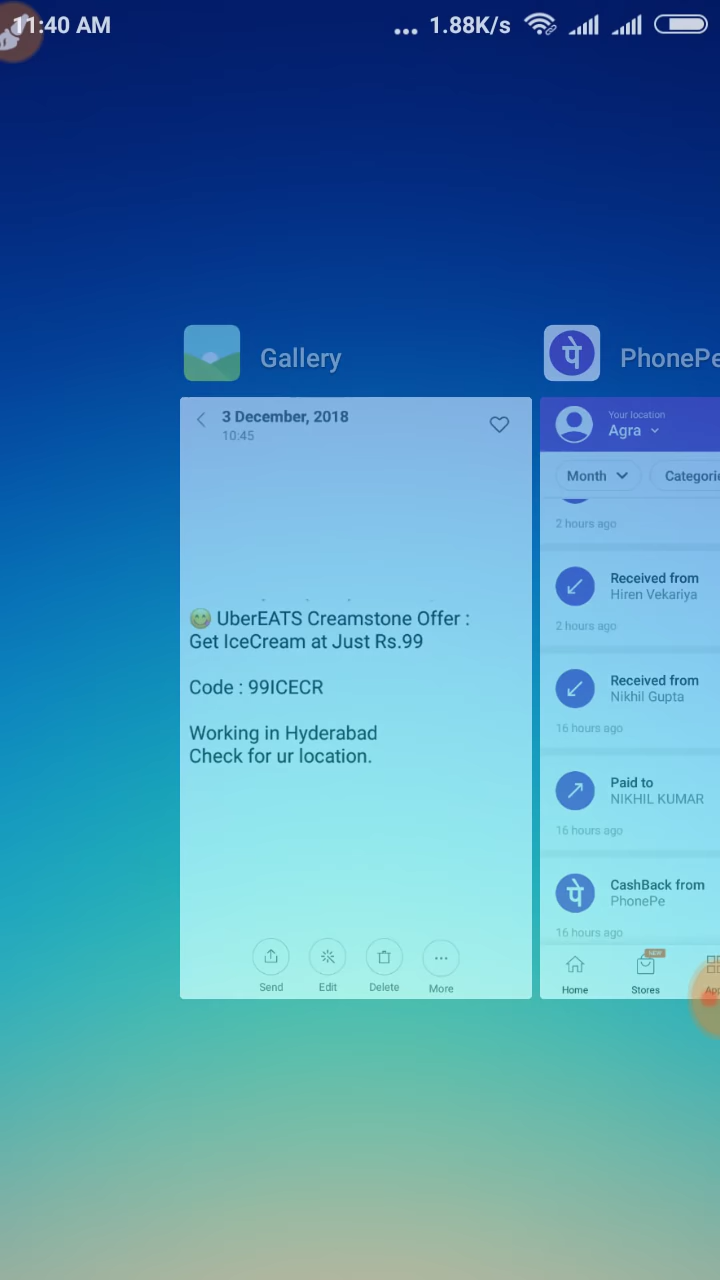 11:40 AM
... 1.88K/s
Gallery
3 December, 2018
10:45
UberEATS Creamstone Offer :
Get IceCream at Just Rs.99
Code : 99ICECR
Working in Hyderabad
Check for ur location.
Send
Edit
Delete
More
पे
PhonePe
Your location
Agra
Month
Categorie
2 hours ago
Received from
Hiren Vekariya
2 hours ago
Received from
Nikhil Gupta
16 hours ago
Paid to
NIKHIL KUMAR
16 hours ago
पे
CashBack from
PhonePe
16 hours ago
NEW
Home
Stores